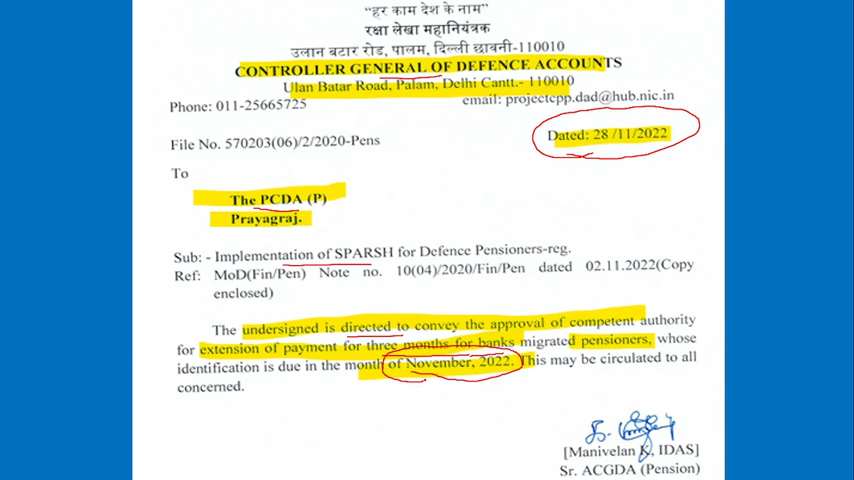 “हर काम देश के नाम”
रक्षा लेखा महानियंत्रक
उलान बटार रोड, पालम, दिल्ली छावनी-110010
CONTROLLER GENERAL OF DEFENCE ACCOUNTS
Ulan Batar Road, Palam, Delhi Cantt.- 110010
Phone: 011-25665725 email: projectcpp.dad@hub.nic.in
File No. 570203(06)/2/2020-Pens Dated: 28 /11/2022
To
The PCDA (P)
Prayagraj.
Sub: - Implementation of SPARSH for Defence Pensioners-reg.
Ref: MoD(Fin/Pen) Note no. 10(04)/2020/Fin/Pen dated 02.11.2022(Copy
enclosed)
The undersigned is directed to convey the approval of competent authority
for extension of payment for three months for banks migrated pensioners, whose
identification is due in the month of November, 2022. This may be circulated to all
concerned.
[Manivelan K, IDAS]
Sr. ACGDA (Pension)